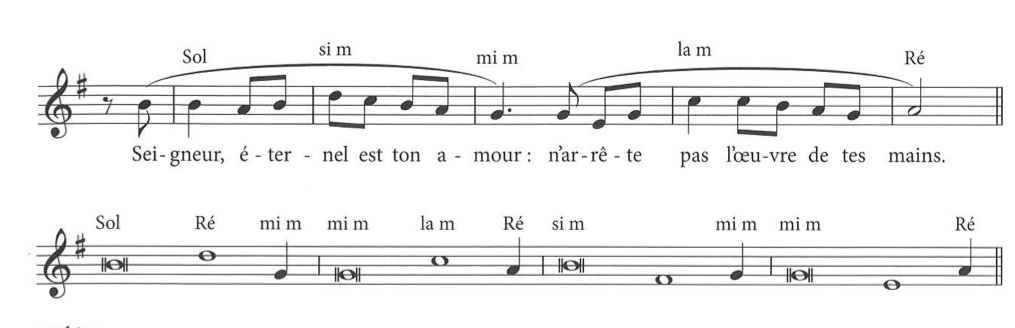 Sol si m mi m la m Ré
Sei - gneur, é - ter - nel est ton a - mour : n’ar - rê - te pas l’œu - vre de tes mains.
Sol Ré mi m mi m la m Ré si m mi m mi m Ré